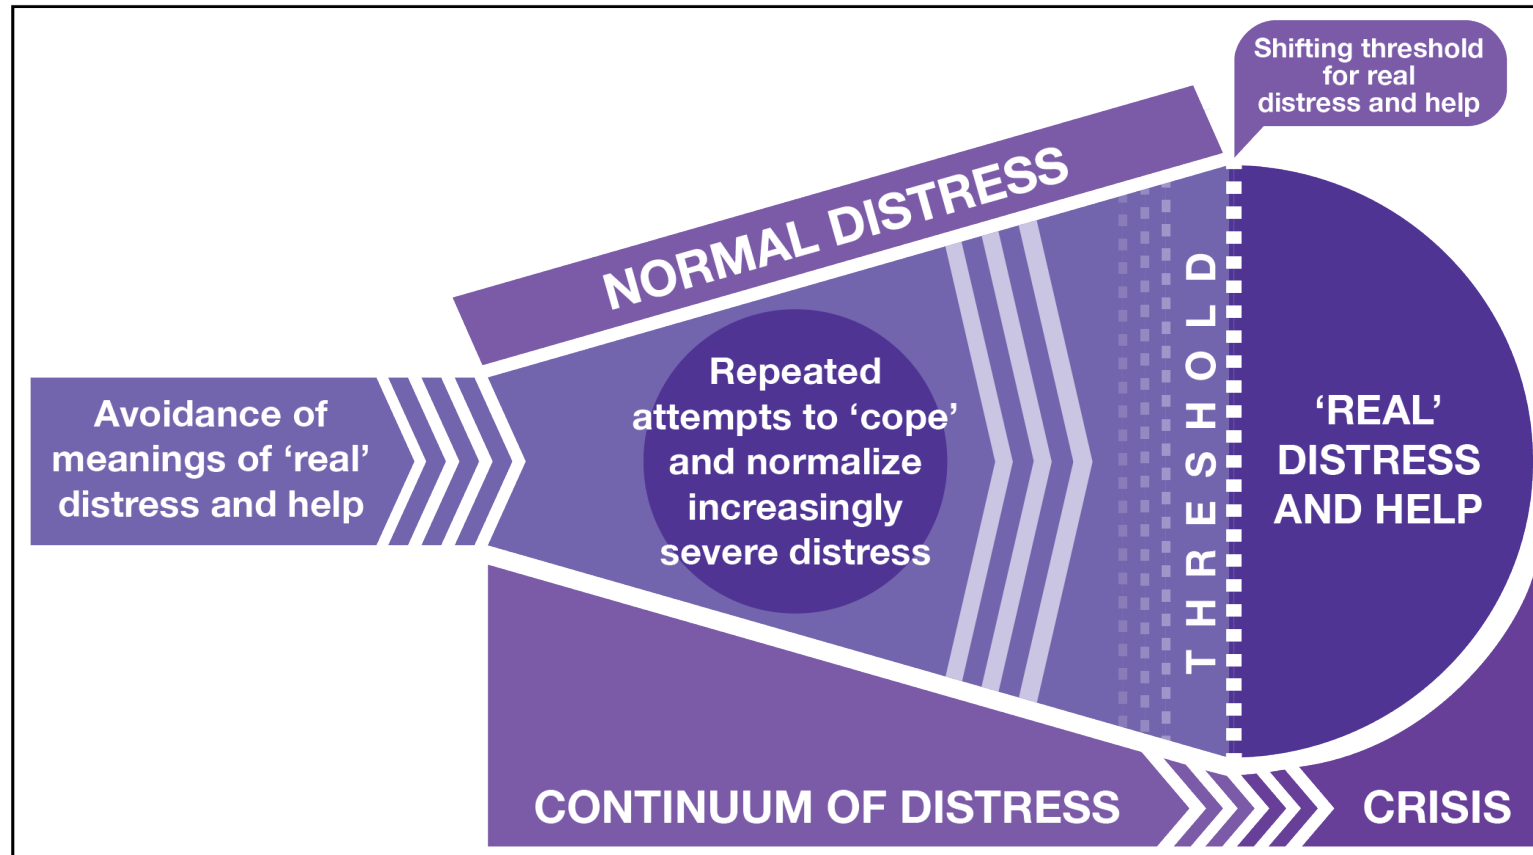 Shifting threshold
for real
distress and help
NORMAL DISTRESS
Avoidance of
meanings of ‘real’
distress and help
Repeated
attempts to ‘cope’
and normalize
increasingly
severe distress
THRESHOLD
‘REAL’
DISTRESS
AND HELP
CONTINUUM OF DISTRESS
CRISIS